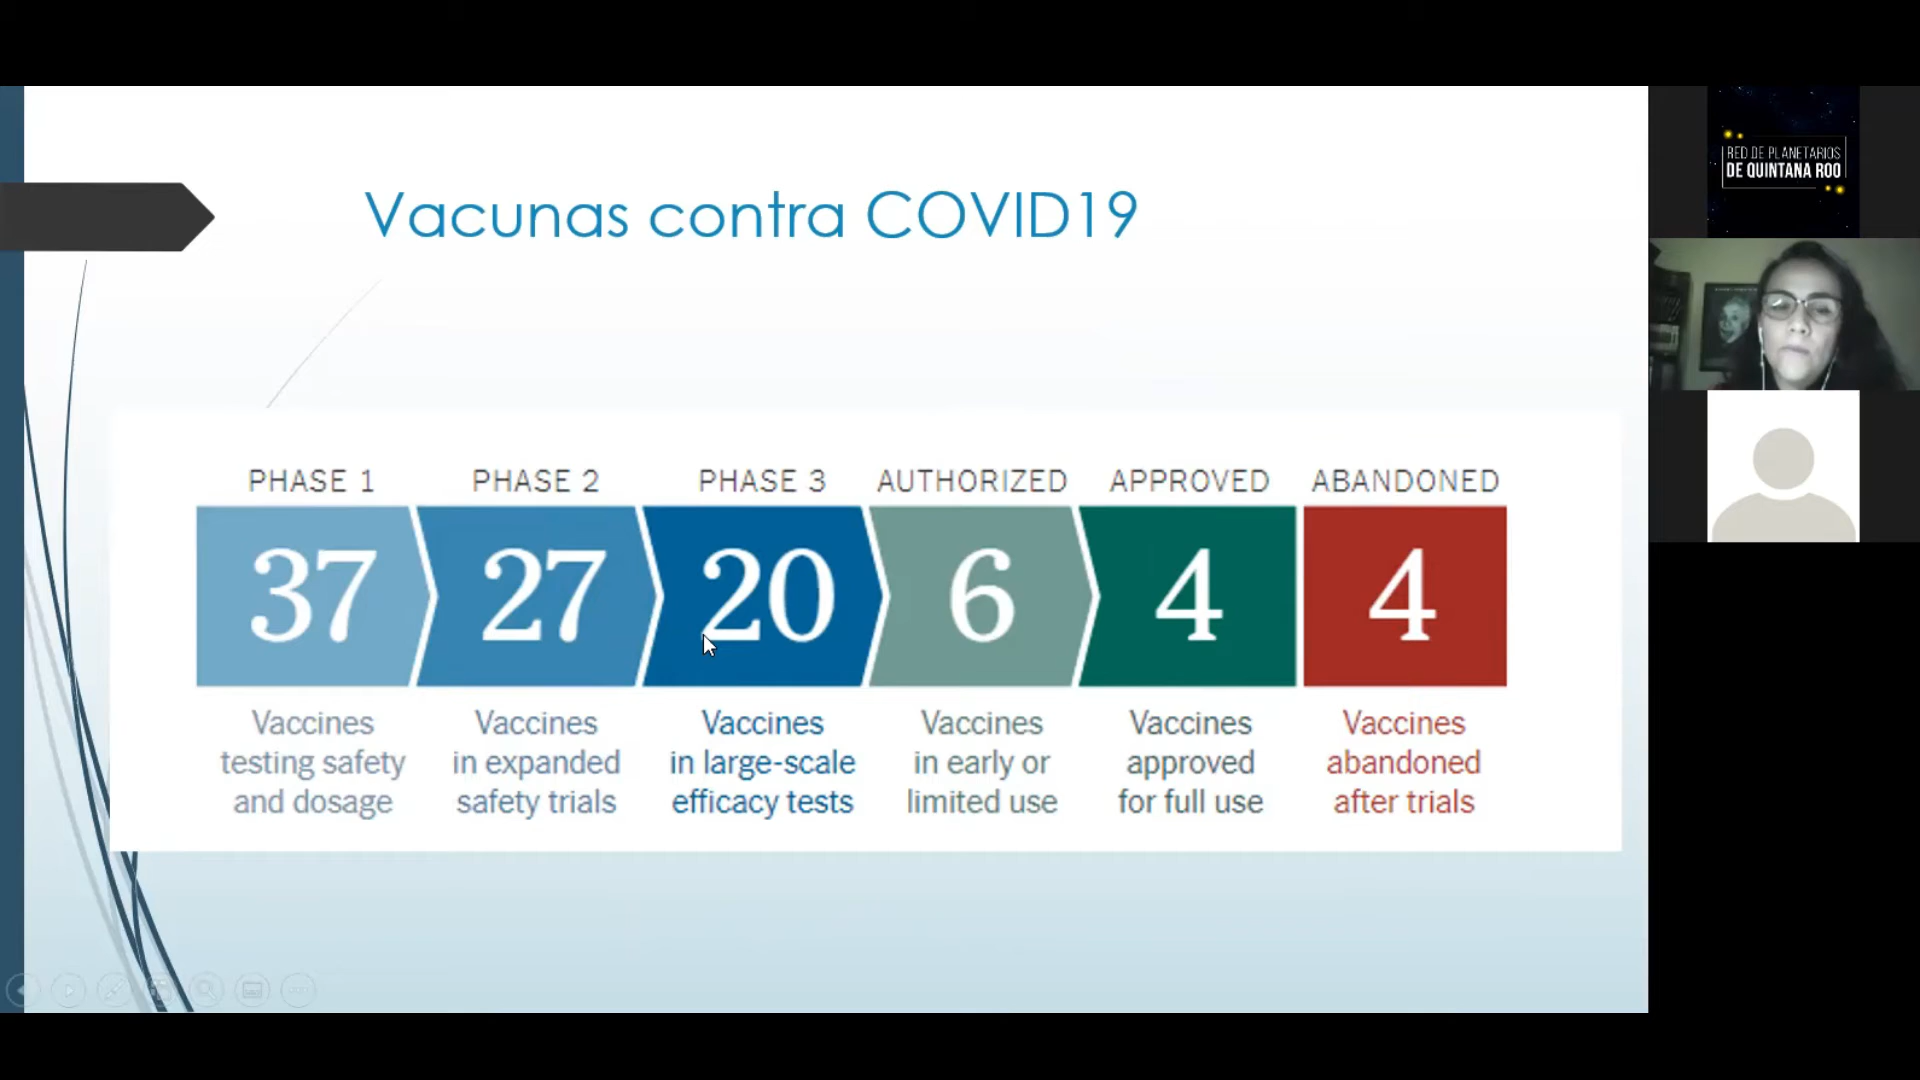 Vacunas contra COVID19
PHASE 1
PHASE 2
PHASE 3
AUTHORIZED
APPROVED
ABANDONED
37
27
20
6
4
4
Vaccines
testing safety
and dosage
Vaccines
in expanded
safety trials
Vaccines
in large-scale
efficacy tests
Vaccines
in early or
limited use
Vaccines
approved
for full use
Vaccines
abandoned
after trials
RED DE PLANETARIOS
DE QUINTANA ROO